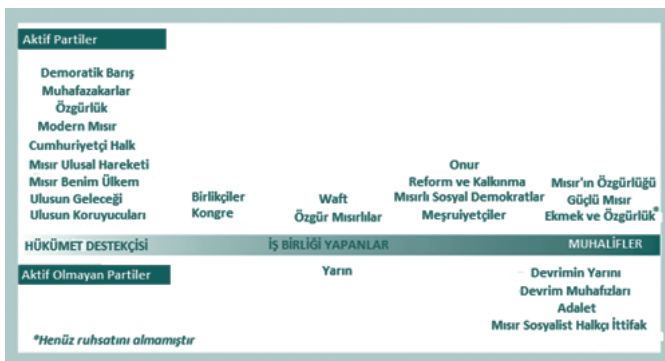 Aktif Partiler
Demoratik Barış
Muhafazakarlar
Özgürlük
Modern Mısır
Cumhuriyetçi Halk
Mısır Ulusal Hareketi
Mısır Benim Ülkem
Ulusun Geleceği
Ulusun Koruyucuları
Birlikçiler
Kongre
Waft
Özgür Mısırlılar
Onur
Reform ve Kalkınma
Mısırlı Sosyal Demokratlar
Meşruiyetçiler
Mısır'ın Özgürlüğü
Güçlü Mısır
Ekmek ve Özgürlük*
HÜKÜMET DESTEKÇİSİ
İŞ BİRLİĞİ YAPANLAR
MUHALİFLER
Aktif Olmayan Partiler
Yarın
Devrimin Yarını
Devrim Muhafızları
Adalet
Mısır Sosyalist Halkçı İttifak
*Henüz ruhsatını almamıştır